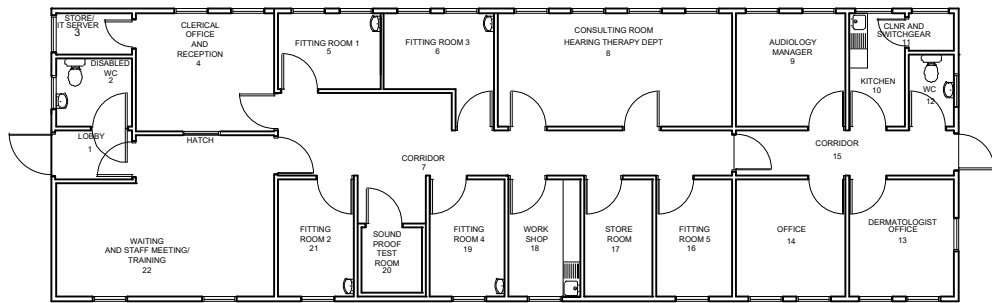 STORE/
IT SERVER
3
CLERICAL
OFFICE
AND
RECEPTION
4
FITTING ROOM 1
5
FITTING ROOM 3
6
CONSULTING ROOM
HEARING THERAPY DEPT
8
AUDIOLOGY
MANAGER
9
CLNR AND
SWITCHGEAR
11
KITCHEN
10
WC
12
DISABLED
WC
2
LOBBY
1
HATCH
CORRIDOR
7
CORRIDOR
15
WAITING
AND STAFF MEETING/
TRAINING
22
FITTING
ROOM 2
21
SOUND
PROOF
TEST
ROOM
20
FITTING
ROOM 4
19
WORK
SHOP
18
STORE
ROOM
17
FITTING
ROOM 5
16
OFFICE
14
DERMATOLOGIST
OFFICE
13